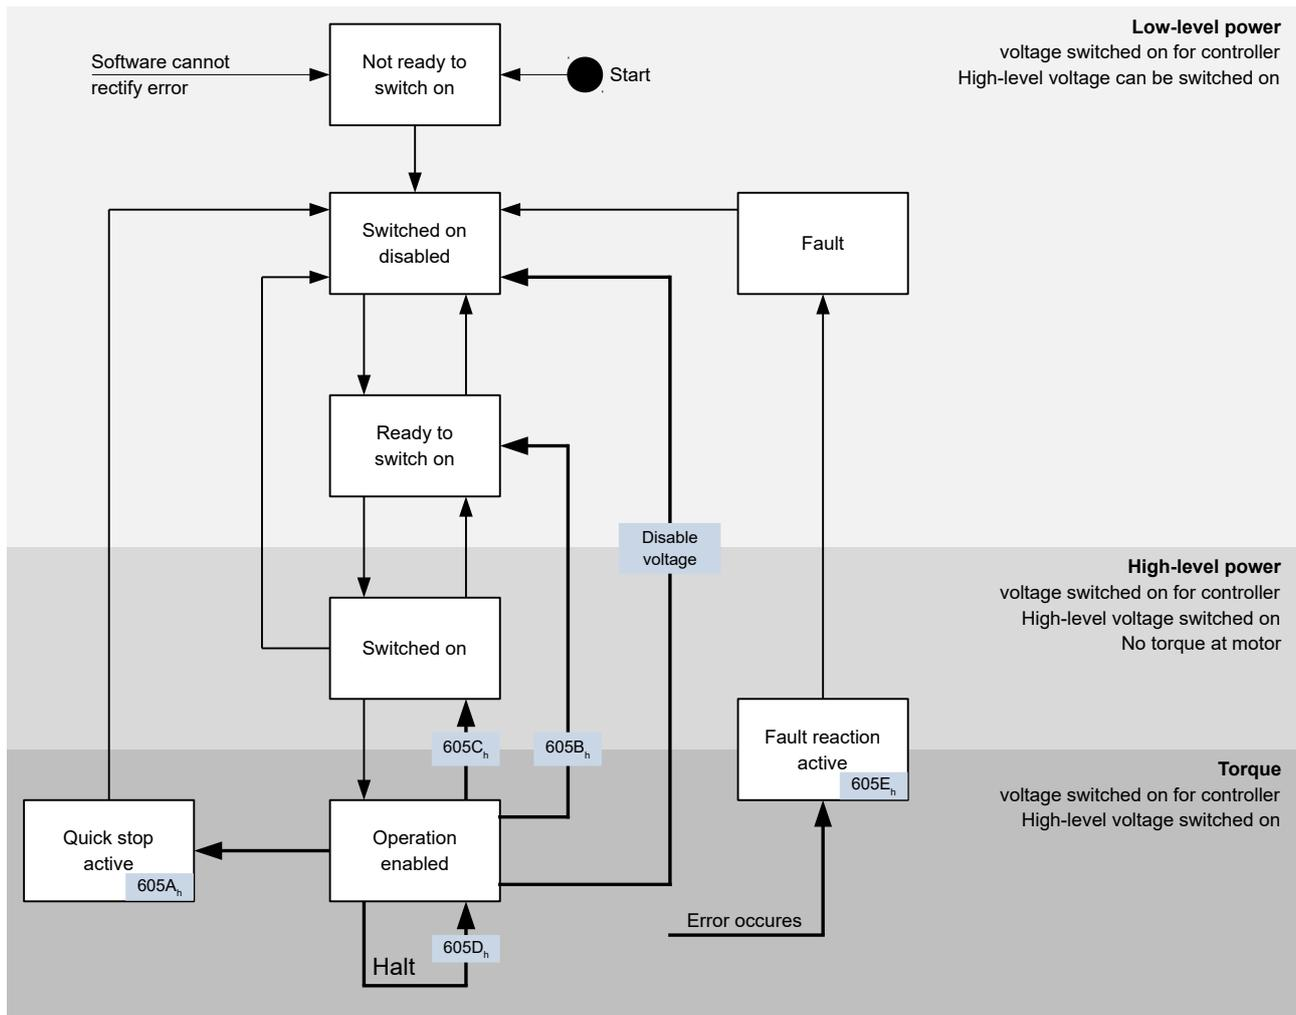 Low-level power
voltage switched on for controller
High-level voltage can be switched on
Software cannot
rectify error
Not ready to
switch on
Start
Switched on
disabled
Fault
Ready to
switch on
Disable
voltage
High-level power
voltage switched on for controller
High-level voltage switched on
No torque at motor
Switched on
605Ch
605Bh
Fault reaction
active
605Eh
Torque
voltage switched on for controller
High-level voltage switched on
Quick stop
active
605Ah
Operation
enabled
Error occures
605Dh
Halt